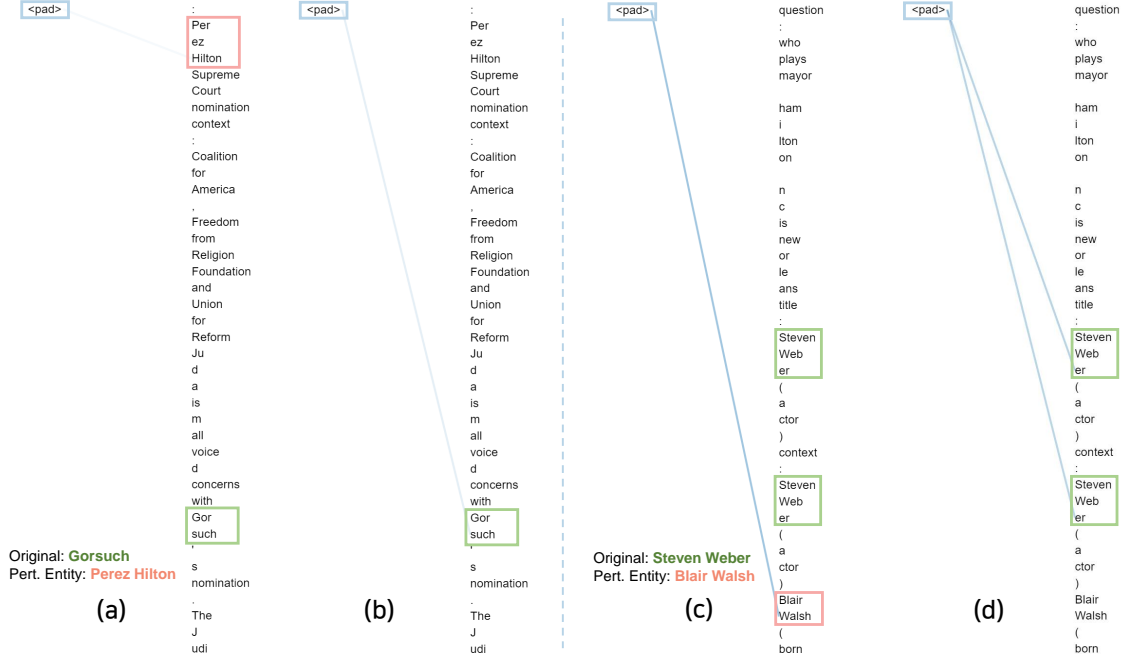 <pad>
:
Per
ez
Hilton
Supreme
Court
nomination
context
:
Coalition
for
America
,
Freedom
from
Religion
Foundation
and
Union
for
Reform
Ju
d
a
is
m
all
voice
d
concerns
with
Gor
such
'
s
nomination
.
The
J
udi
Original: Gorsuch
Pert. Entity: Perez Hilton
(a)
<pad>
:
Per
ez
Hilton
Supreme
Court
nomination
context
:
Coalition
for
America
,
Freedom
from
Religion
Foundation
and
Union
for
Reform
Ju
d
a
is
m
all
voice
d
concerns
with
Gor
such
'
s
nomination
.
The
J
udi
(b)
<pad>
question
:
who
plays
mayor
ham
i
lton
on
n
c
is
new
or
le
ans
title
:
Steven
Web
er
(
a
ctor
)
context
:
Steven
Web
er
(
a
ctor
)
Blair
Walsh
(
born
Original: Steven Weber
Pert. Entity: Blair Walsh
(c)
<pad>
question
:
who
plays
mayor
ham
i
lton
on
n
c
is
new
or
le
ans
title
:
Steven
Web
er
(
a
ctor
)
context
:
Steven
Web
er
(
a
ctor
)
Blair
Walsh
(
born
(d)